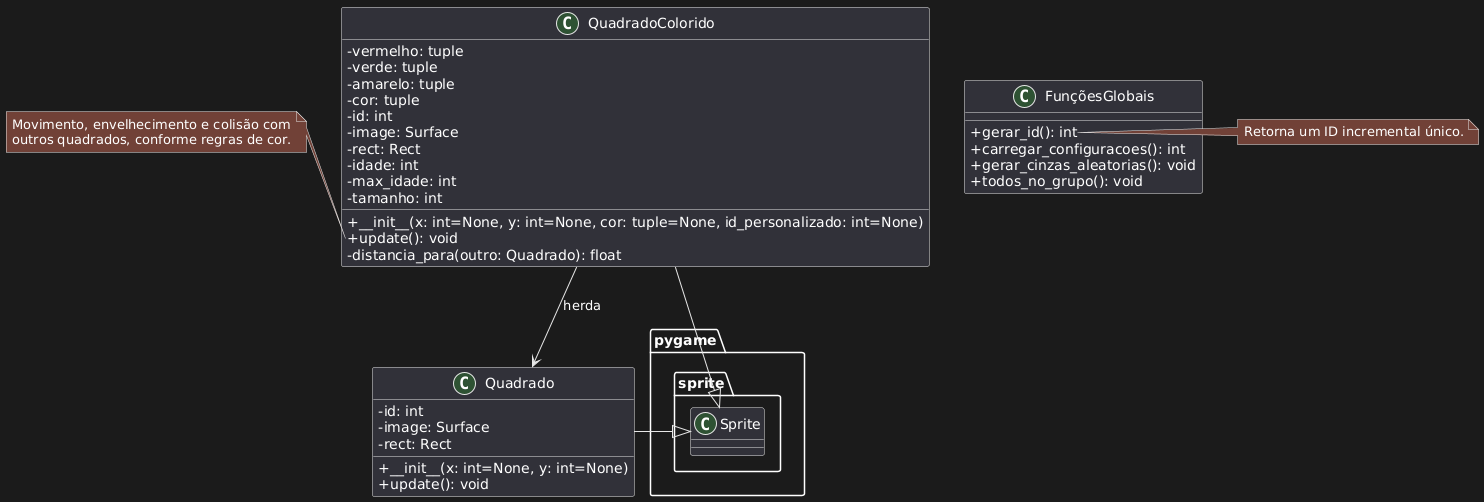 C QuadradoColorido
-vermelho: tuple
-verde: tuple
-amarelo: tuple
-cor: tuple
-id: int
-image: Surface
-rect: Rect
-idade: int
-max_idade: int
-tamanho: int
+__init__(x: int=None, y: int=None, cor: tuple=None, id_personalizado: int=None)
+update(): void
-distancia_para(outro: Quadrado): float
Movimento, envelhecimento e colisão com
outros quadrados, conforme regras de cor.
C FunçõesGlobais
+gerar_id(): int
+carregar_configuracoes(): int
+gerar_cinzas_aleatorias(): void
+todos_no_grupo(): void
Retorna um ID incremental único.
herda
C Quadrado
-id: int
-image: Surface
-rect: Rect
+__init__(x: int=None, y: int=None)
+update(): void
pygame
sprite
C Sprite